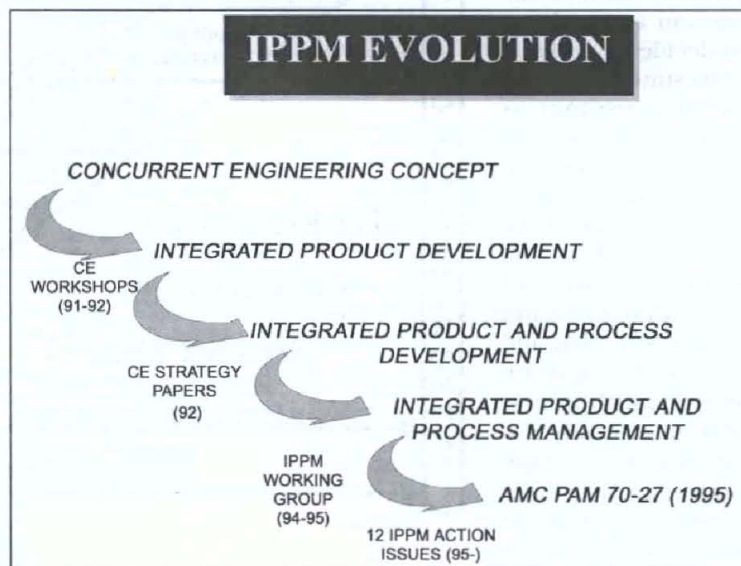 IPPM EVOLUTION
CONCURRENT ENGINEERING CONCEPT
INTEGRATED PRODUCT DEVELOPMENT
CE
WORKSHOPS
(91-92)
INTEGRATED PRODUCT AND PROCESS
DEVELOPMENT
CE STRATEGY
PAPERS
(92)
INTEGRATED PRODUCT AND
PROCESS MANAGEMENT
IPPM
WORKING
GROUP
(94-95)
AMC PAM 70-27 (1995)
12 IPPM ACTION
ISSUES (95-)